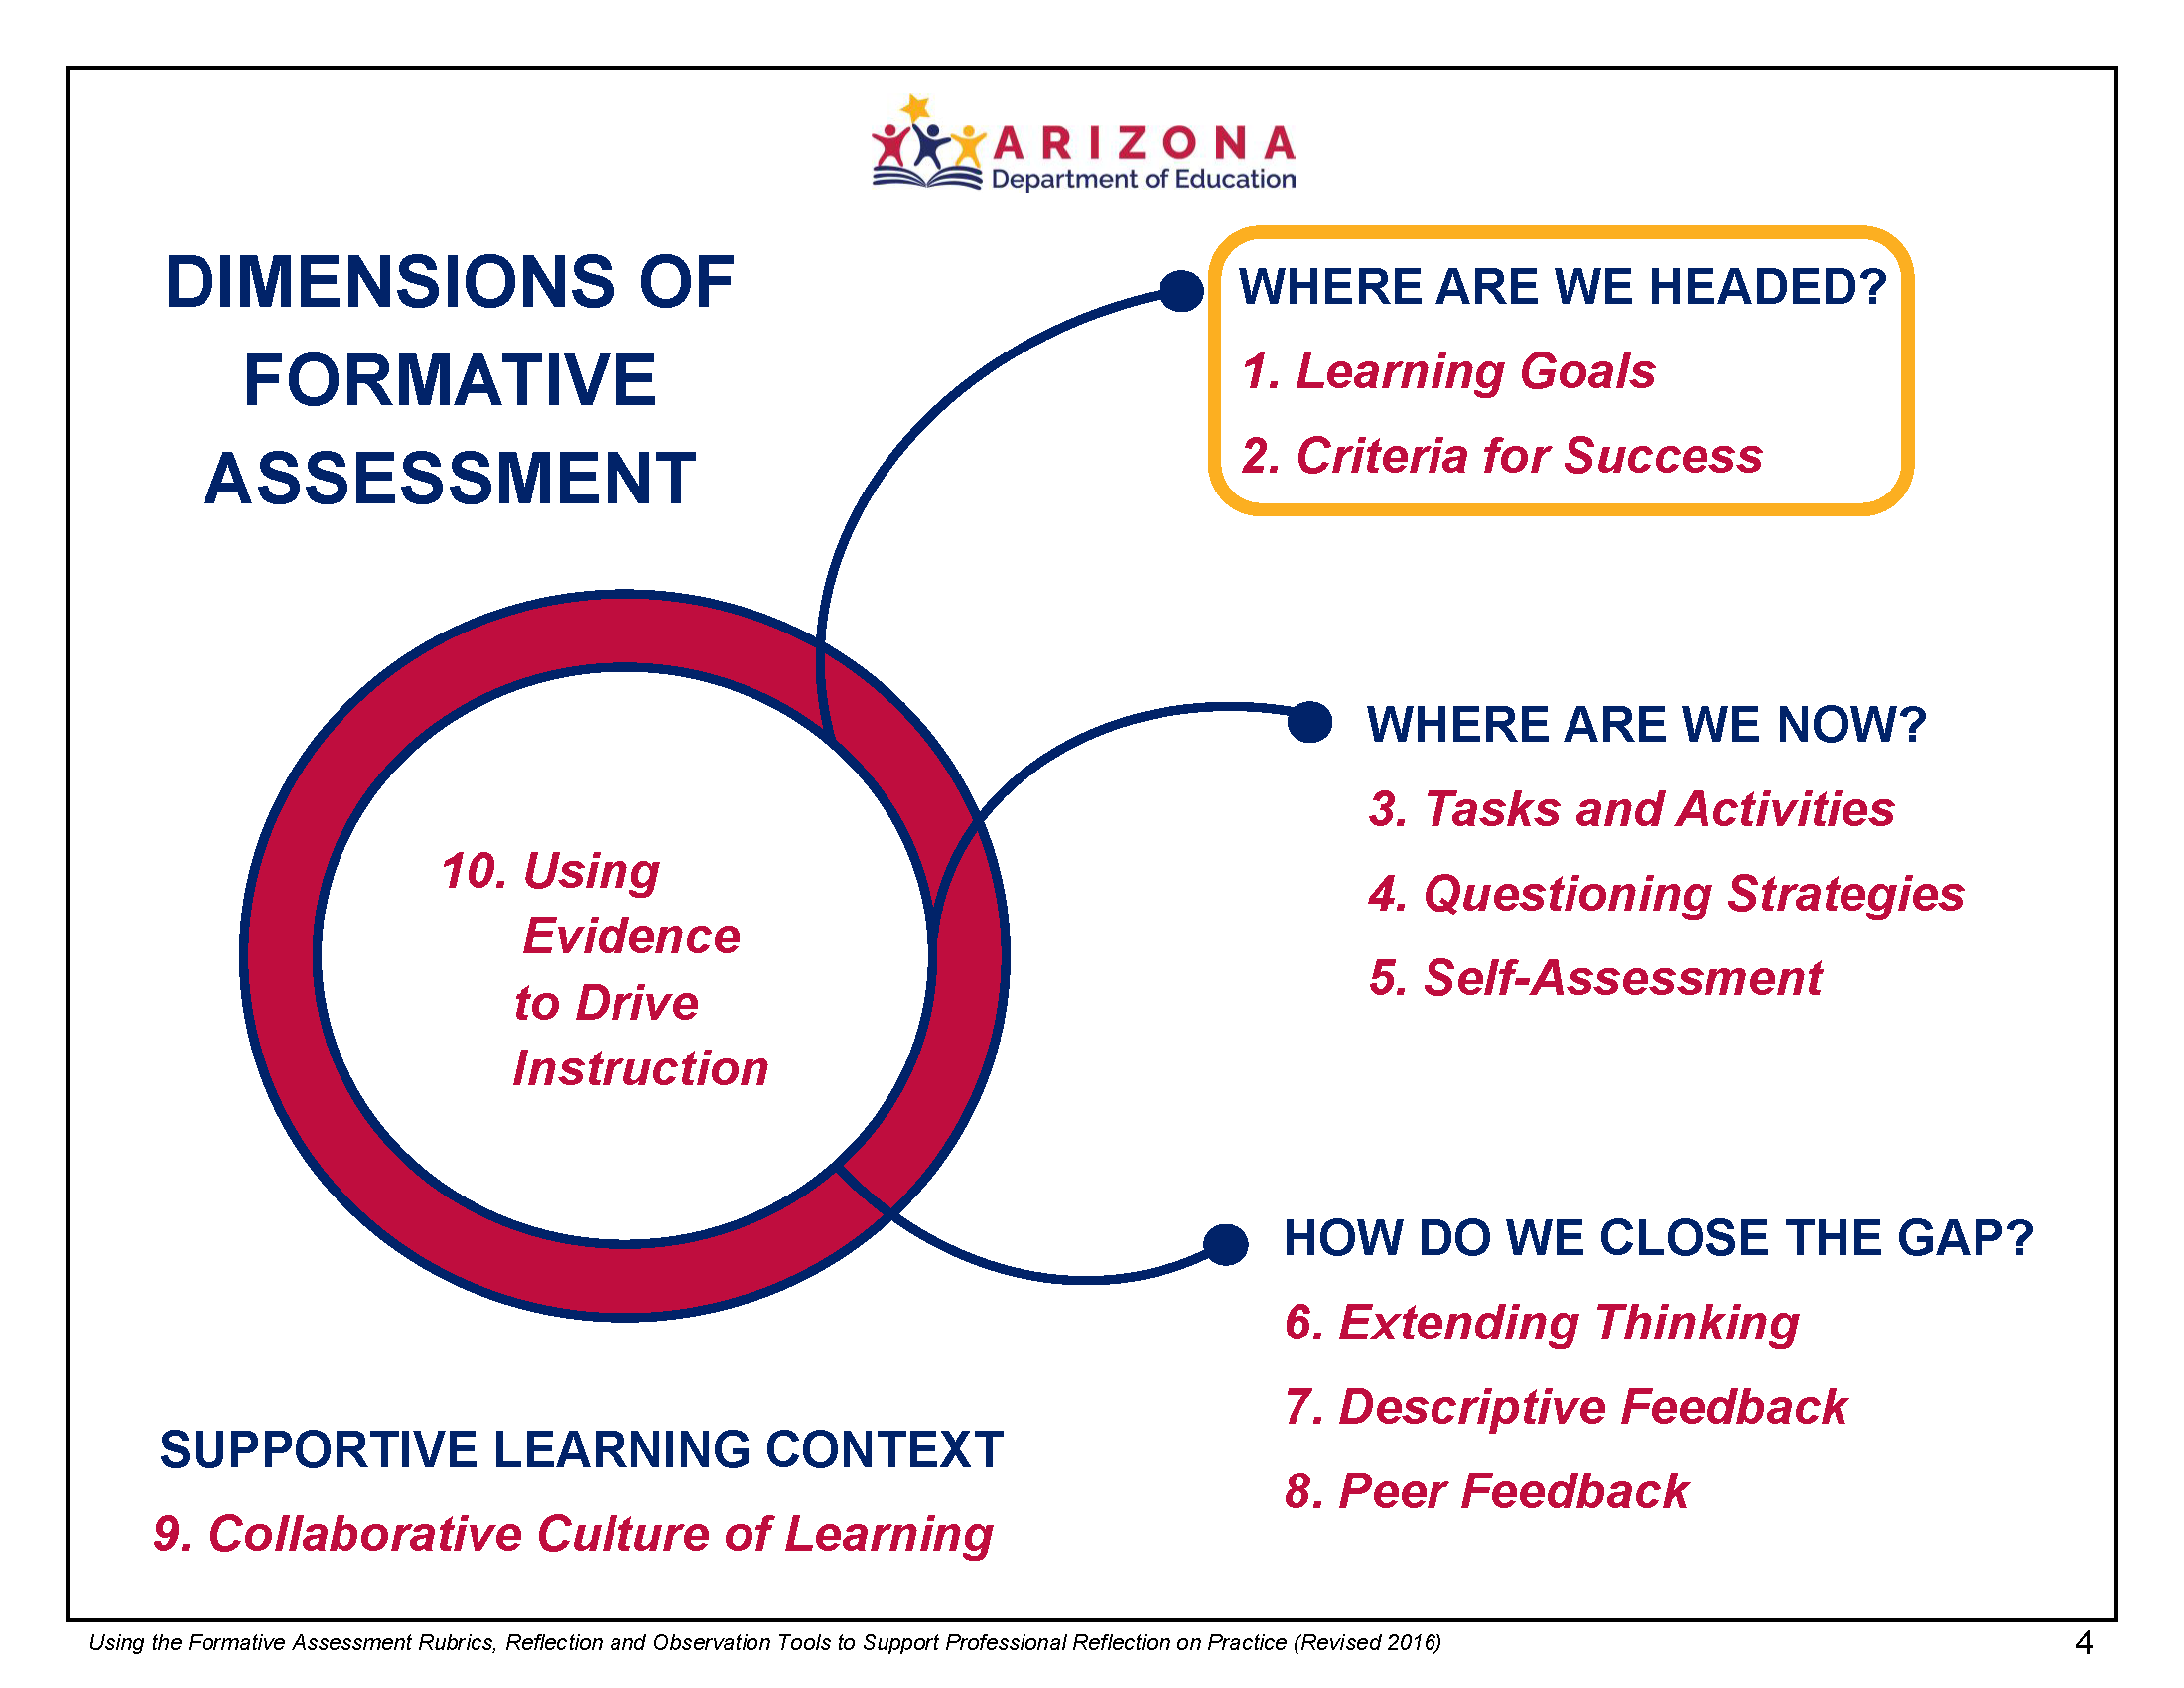 ARIZONA
Department of Education
DIMENSIONS OF
FORMATIVE
ASSESSMENT
WHERE ARE WE HEADED?
1. Learning Goals
2. Criteria for Success
WHERE ARE WE NOW?
3. Tasks and Activities
4. Questioning Strategies
5. Self-Assessment
10. Using
Evidence
to Drive
Instruction
HOW DO WE CLOSE THE GAP?
6. Extending Thinking
7. Descriptive Feedback
8. Peer Feedback
SUPPORTIVE LEARNING CONTEXT
9. Collaborative Culture of Learning
Using the Formative Assessment Rubrics, Reflection and Observation Tools to Support Professional Reflection on Practice (Revised 2016)
4